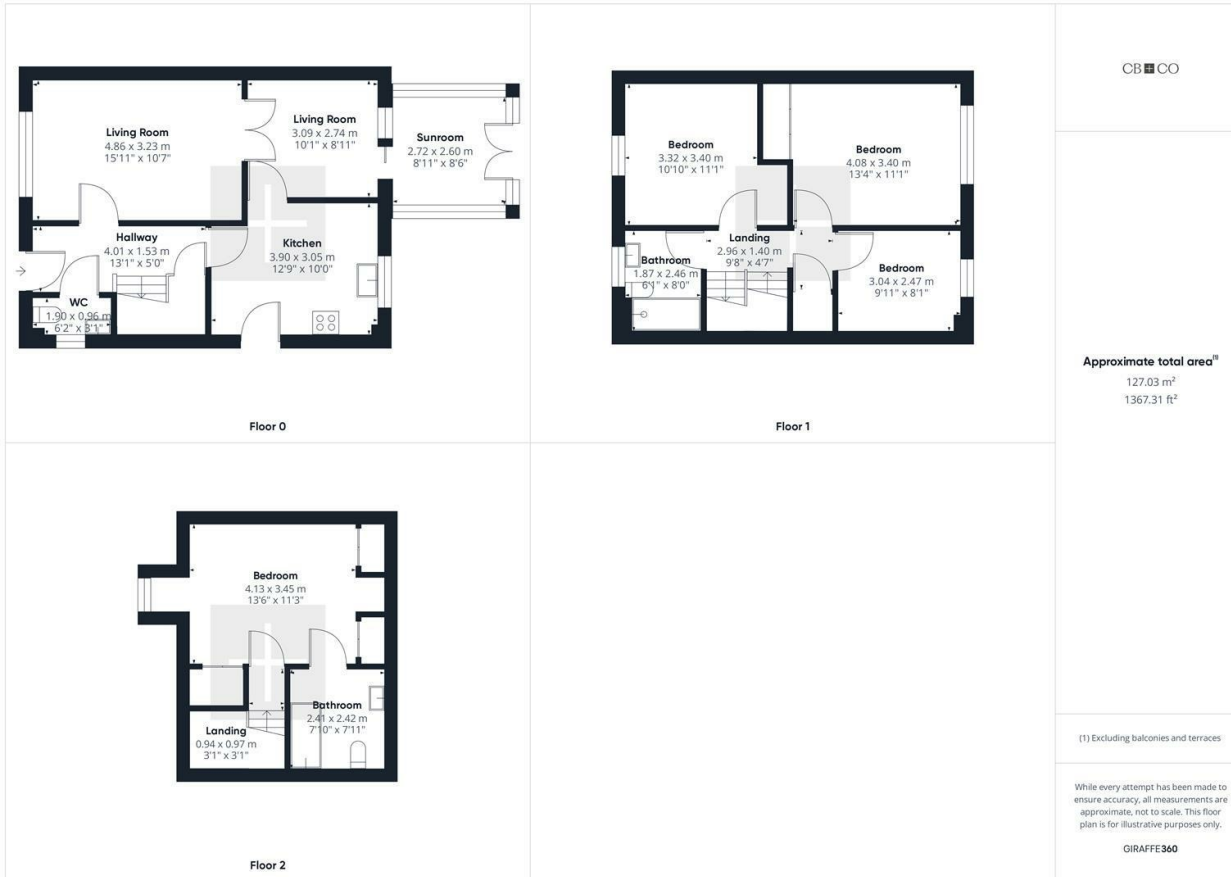 Living Room
4.86 x 3.23 m
15'11" x 10'7"
Living Room
3.09 x 2.74 m
10'1" x 8'11"
Sunroom
2.72 x 2.60 m
8'11" x 8'6"
Hallway
4.01 x 1.53 m
13'1" x 5'0"
Kitchen
3.90 x 3.05 m
12'9" x 10'0"
WC
1.90 x 0.96 m
6'2" x 3'1"
Floor 0
Bedroom
3.32 x 3.40 m
10'10" x 11'1"
Bedroom
4.08 x 3.40 m
13'4" x 11'1"
Landing
2.96 x 1.40 m
9'8" x 4'7"
Bathroom
1.87 x 2.46 m
6'1" x 8'0"
Bedroom
3.04 x 2.47 m
9'11" x 8'1"
Floor 1
Bedroom
4.13 x 3.45 m
13'6" x 11'3"
Bathroom
2.41 x 2.42 m
7'10" x 7'11"
Landing
0.94 x 0.97 m
3'1" x 3'1"
Floor 2
CB CO
Approximate total area(1)
127.03 m²
1367.31 ft²
(1) Excluding balconies and terraces
While every attempt has been made to
ensure accuracy, all measurements are
approximate, not to scale. This floor
plan is for illustrative purposes only.
GIRAFFE360